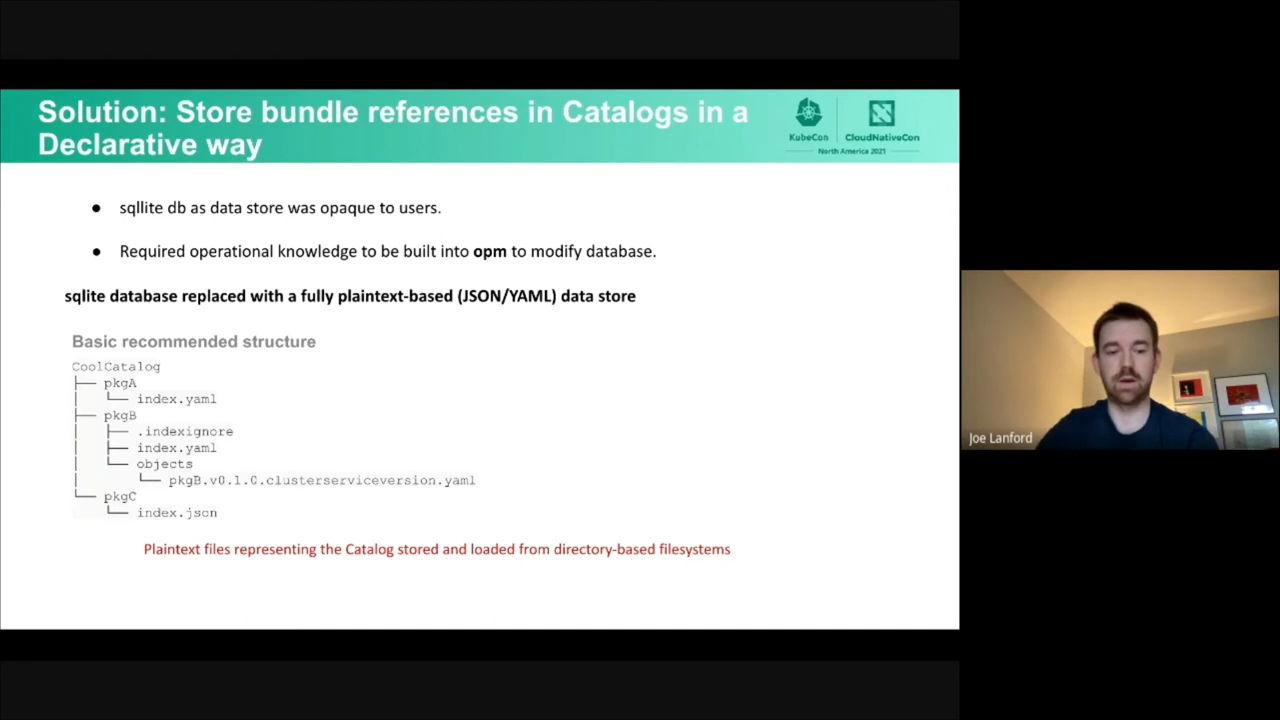 Solution: Store bundle references in Catalogs in a
Declarative way
KubeCon
CloudNativeCon
North America 2021
● sqllite db as data store was opaque to users.
● Required operational knowledge to be built into opm to modify database.
sqlite database replaced with a fully plaintext-based (JSON/YAML) data store
Basic recommended structure
CoolCatalog
├── pkgA
│   └── index.yaml
├── pkgB
│   ├── .indexignore
│   ├── index.yaml
│   └── objects
│       └── pkgB.v0.1.0.clusterserviceversion.yaml
└── pkgC
    └── index.json
Plaintext files representing the Catalog stored and loaded from directory-based filesystems
Joe Lanford